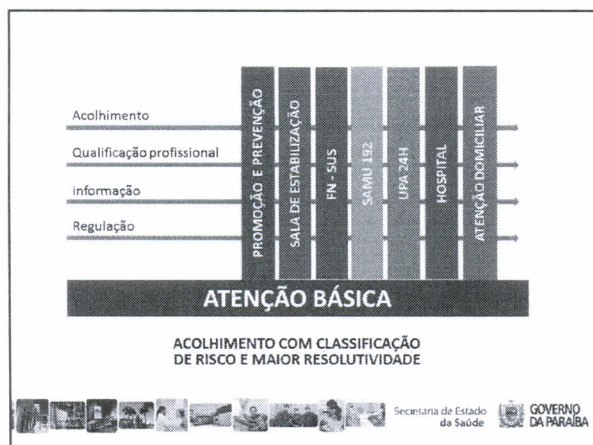 Acolhimento
Qualificação profissional
informação
Regulação
PROMOÇÃO E PREVENÇÃO
SALA DE ESTABILIZAÇÃO
FN - SUS
SAMU 192
UPA 24H
HOSPITAL
ATENÇÃO DOMICILIAR
ATENÇÃO BÁSICA
ACOLHIMENTO COM CLASSIFICAÇÃO
DE RISCO E MAIOR RESOLUTIVIDADE
Secretaria de Estado
da Saúde
GOVERNO
DA PARAÍBA